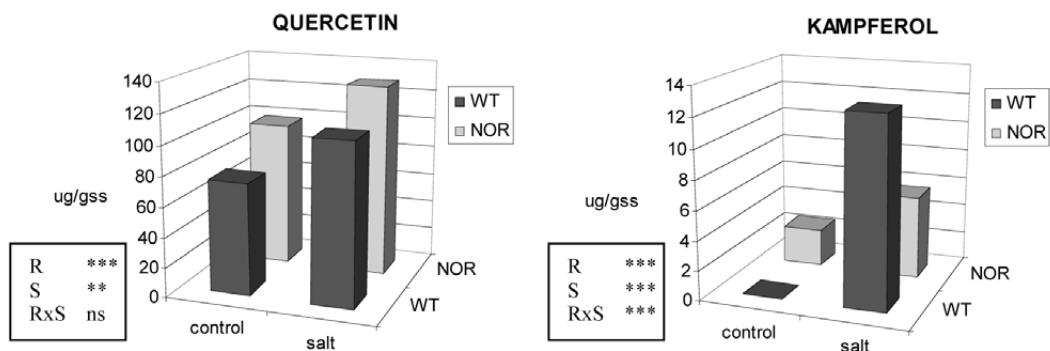 QUERCETIN
140
120
100
80
60
40
20
0
ug/gss
WT
NOR
R ***
S **
RxS ns
control
salt
WT
NOR
KAMPFEROL
14
12
10
8
6
4
2
0
ug/gss
WT
NOR
R ***
S ***
RxS ***
control
salt
WT
NOR